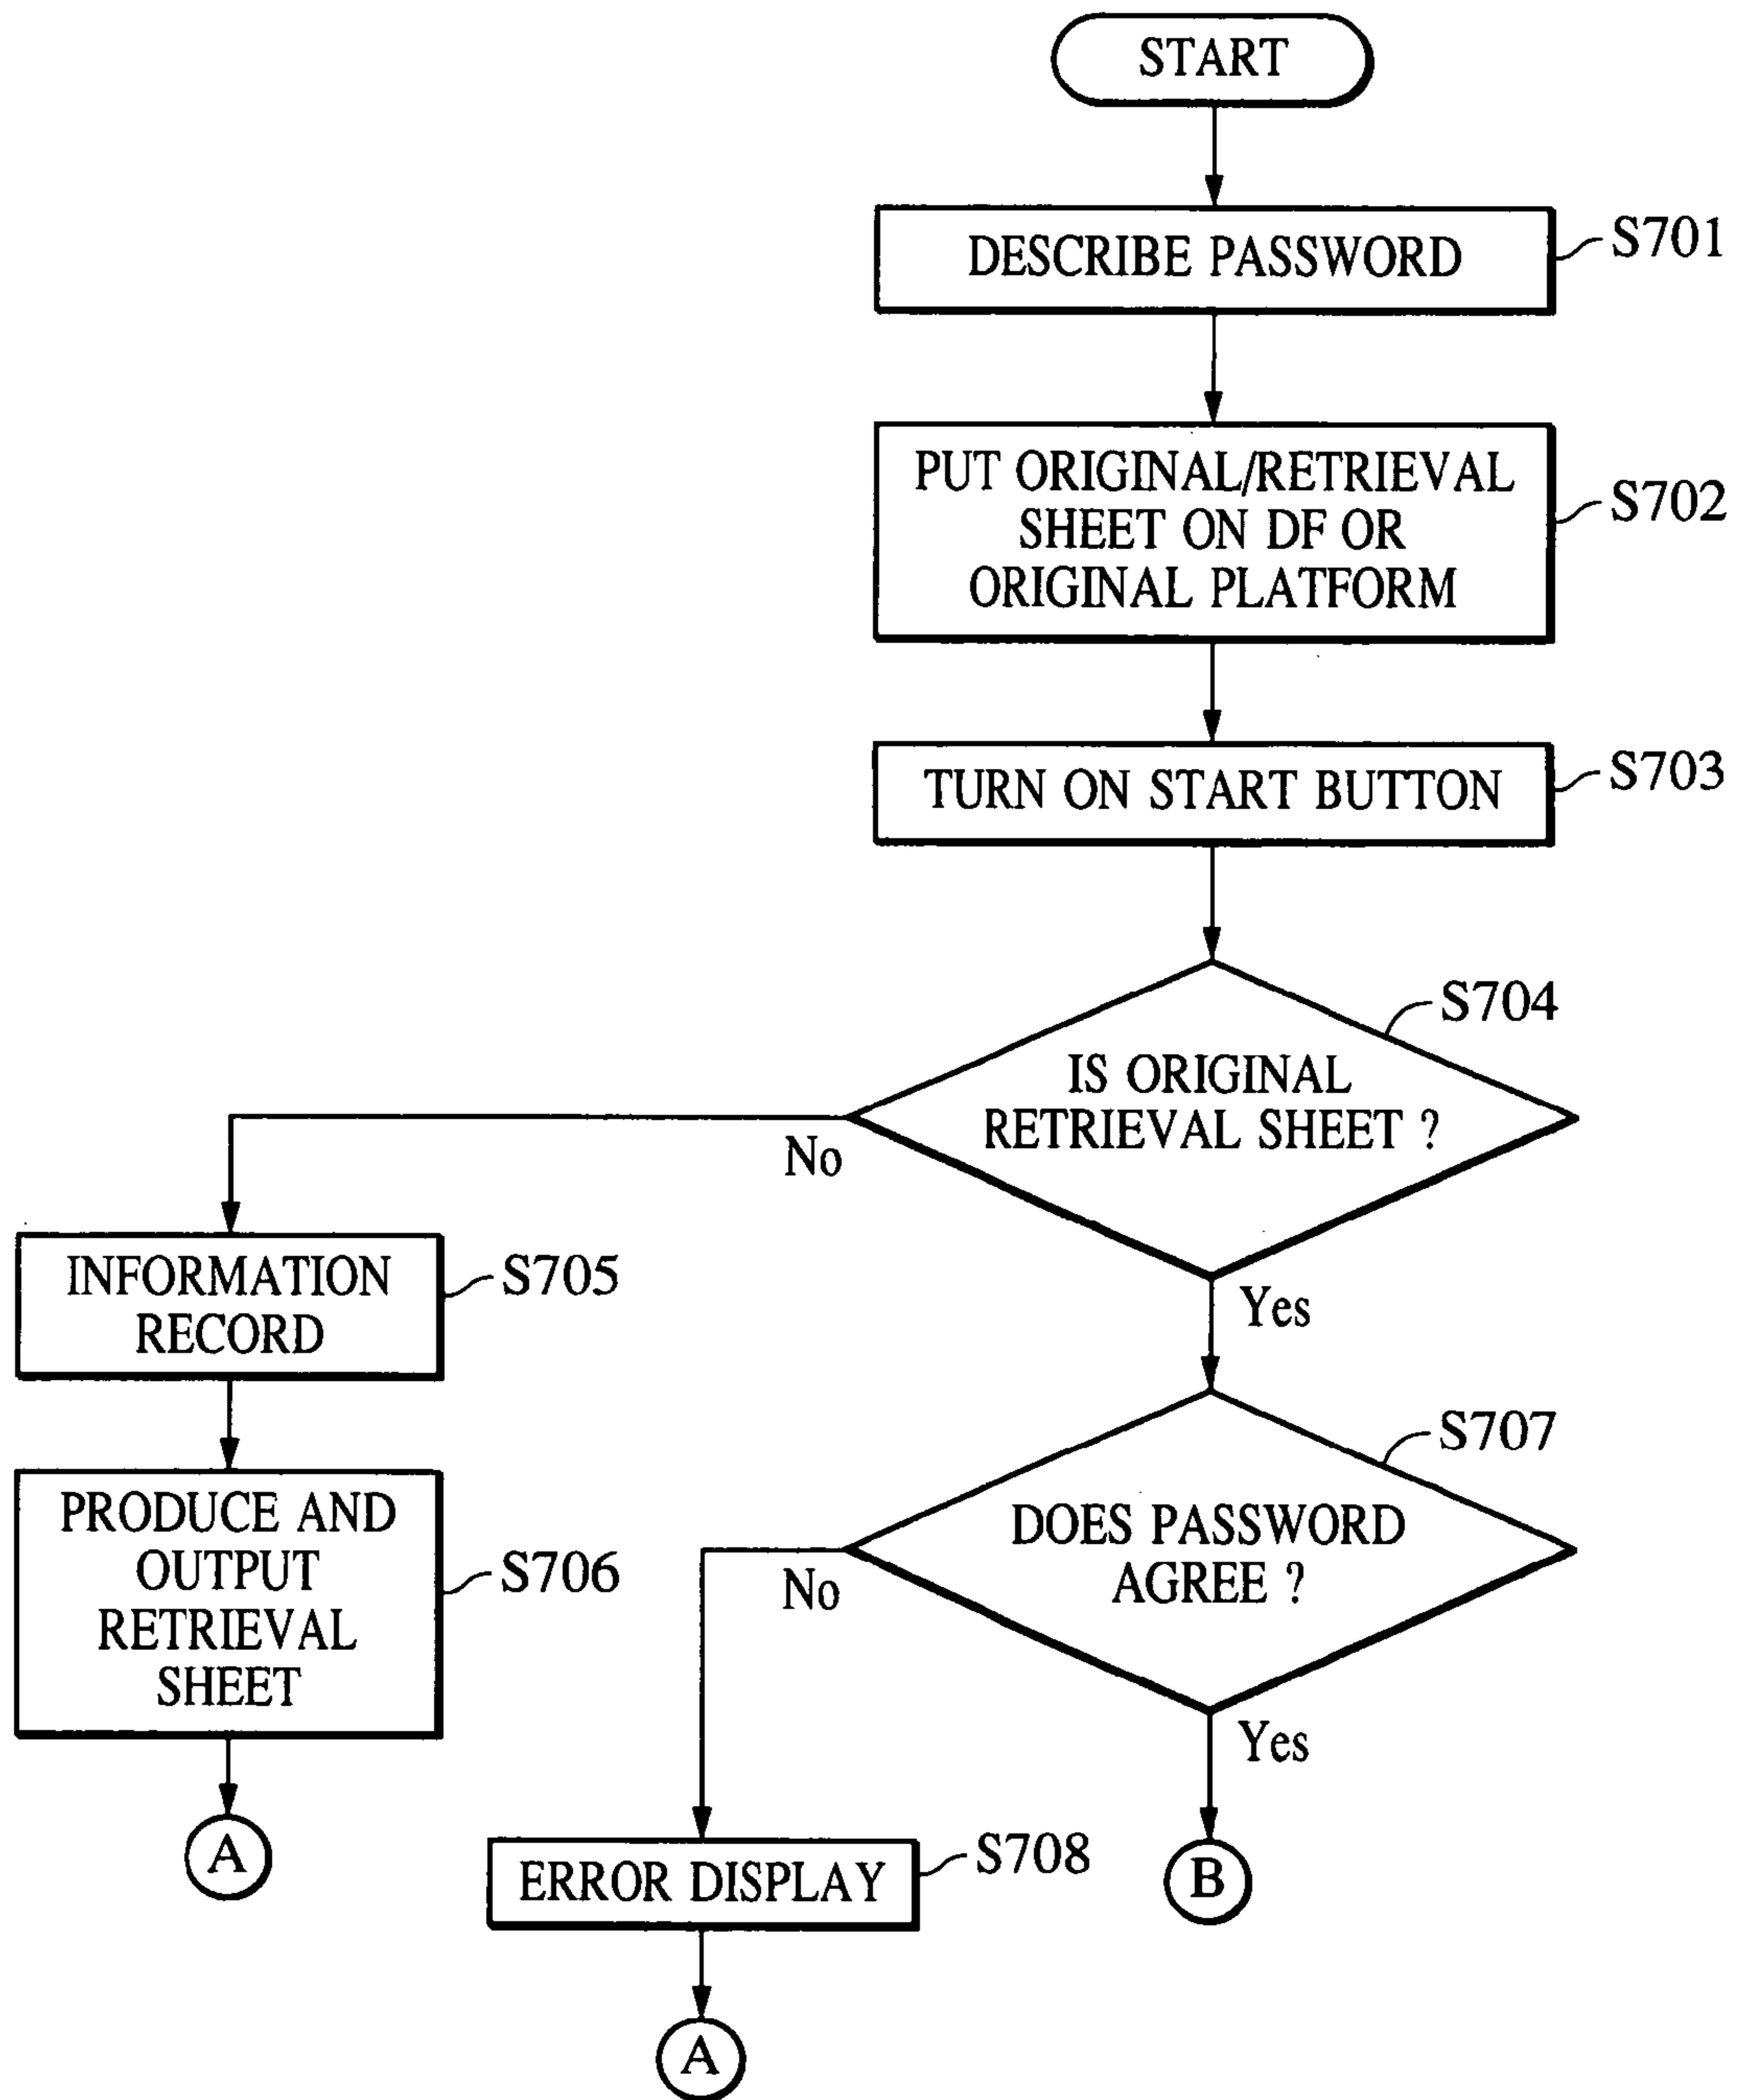 START
DESCRIBE PASSWORD
S701
PUT ORIGINAL/RETRIEVAL
SHEET ON DF OR
ORIGINAL PLATFORM
S702
TURN ON START BUTTON
S703
IS ORIGINAL
RETRIEVAL SHEET ?
S704
No
Yes
INFORMATION
RECORD
S705
PRODUCE AND
OUTPUT
RETRIEVAL
SHEET
S706
A
DOES PASSWORD
AGREE ?
S707
No
Yes
ERROR DISPLAY
S708
A
B